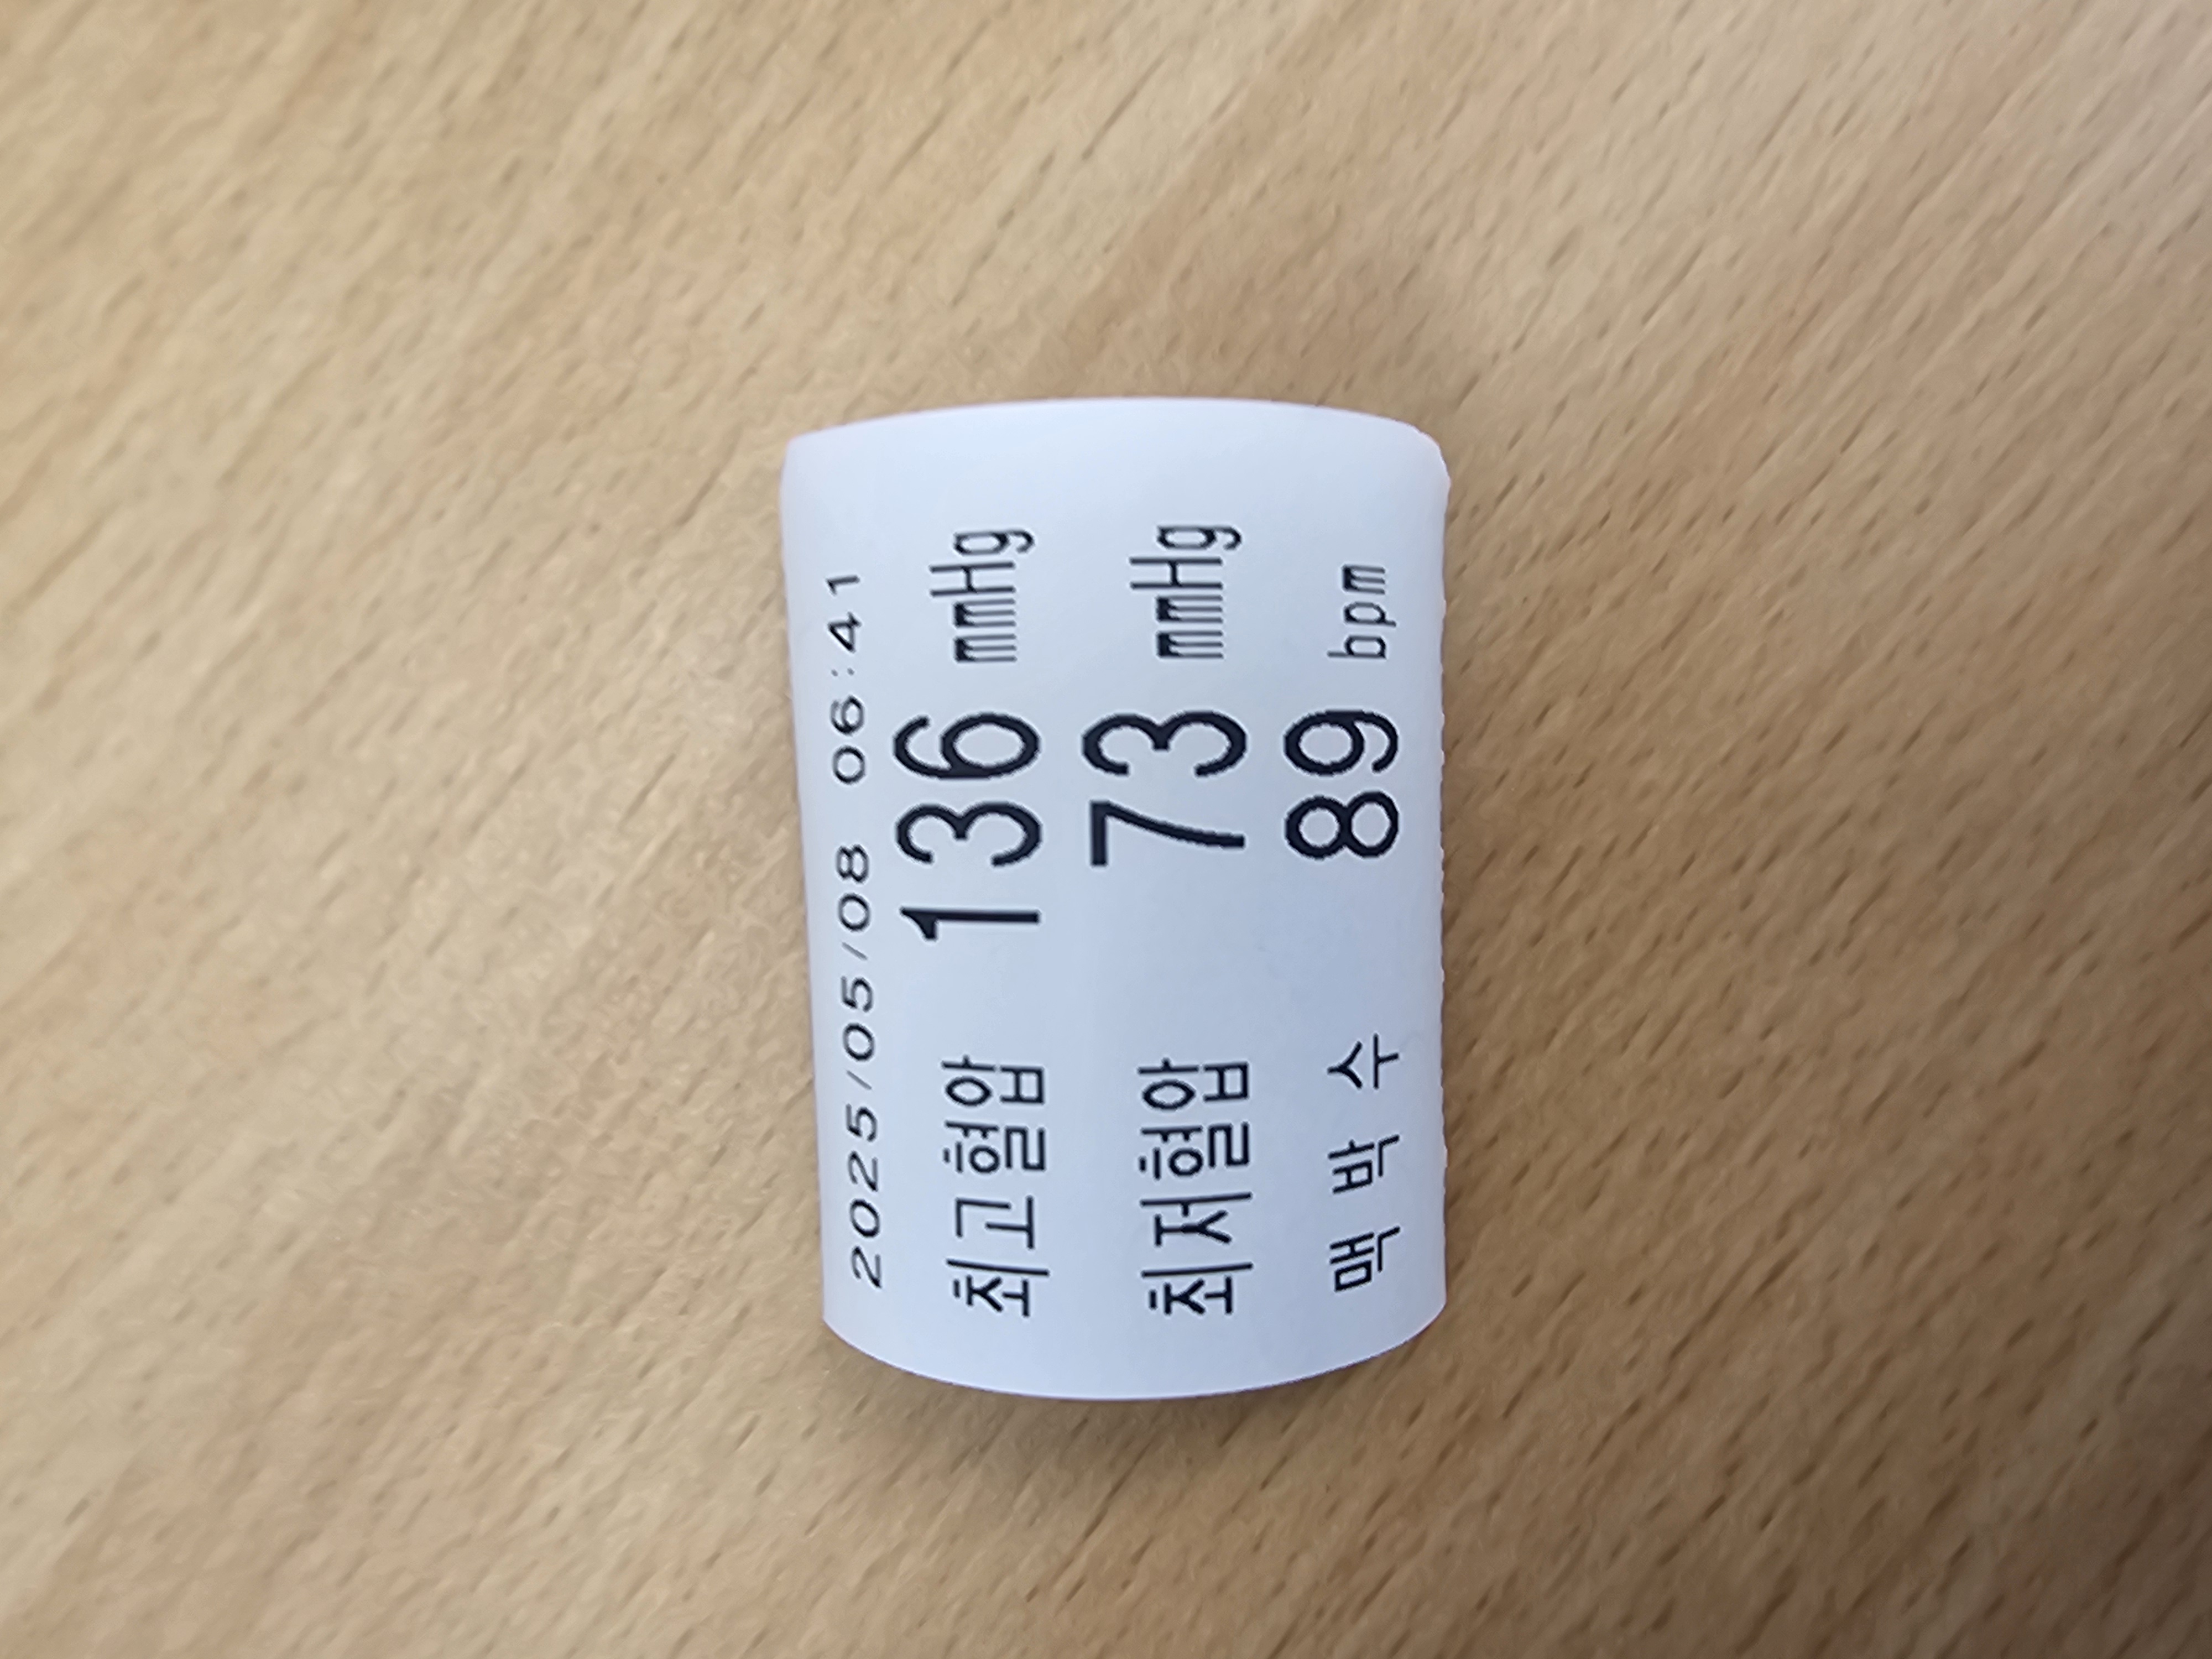 2025/05/08 06:41
최고혈압 136 mmHg
최저혈압 73 mmHg
맥 박 수 89 bpm